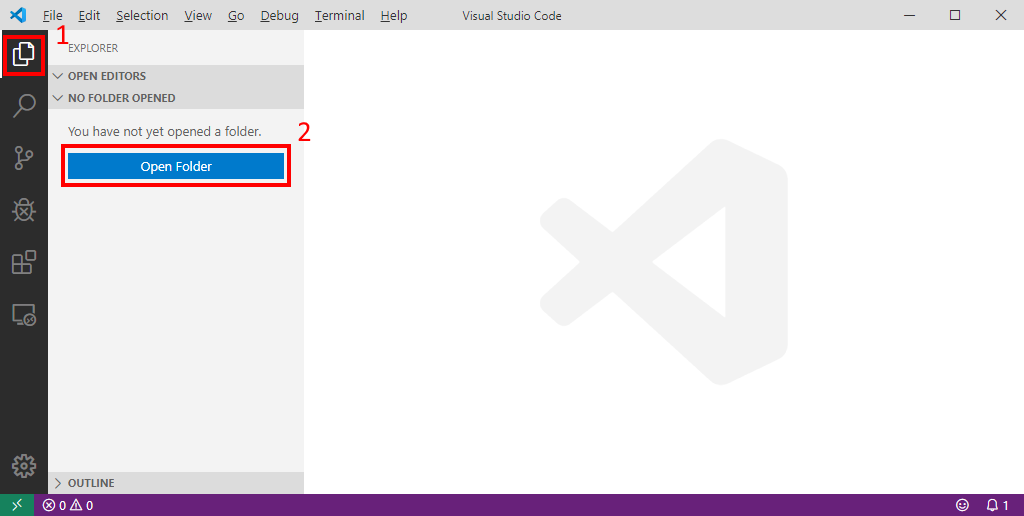 File Edit Selection View Go Debug Terminal Help Visual Studio Code
1
EXPLORER
OPEN EDITORS
NO FOLDER OPENED
You have not yet opened a folder.
2
Open Folder
OUTLINE
0 0 1